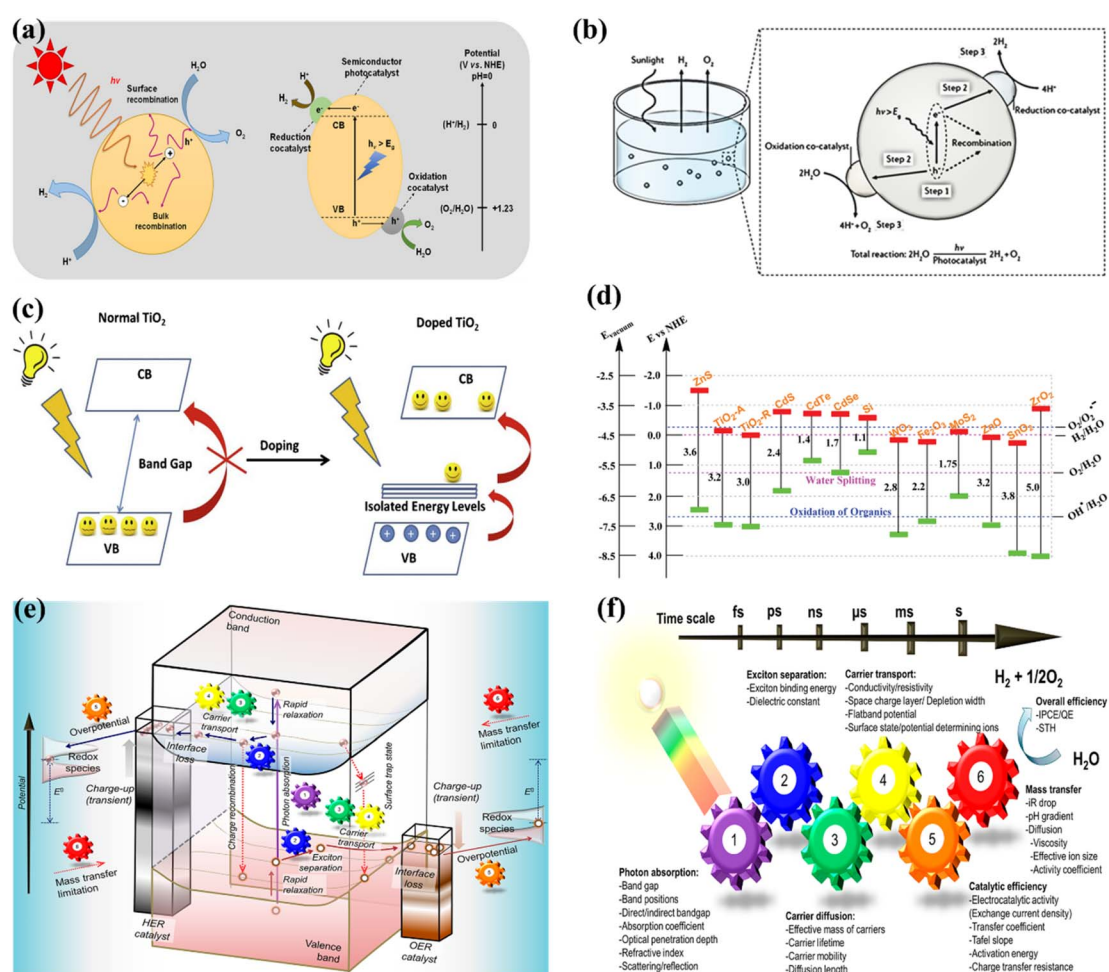 (a)
hv
Surface
recombination
H₂O
O₂
h⁺
H₂
Bulk
recombination
H⁺
Semiconductor
photocatalyst
Potential
(V vs. NHE)
pH=0
H⁺
H₂
e⁻
e⁻
CB
Reduction
cocatalyst
hᵥ > E_g
(H⁺/H₂)
0
Oxidation
cocatalyst
VB
h⁺
h⁺
O₂
H₂O
(O₂/H₂O)
+1.23
(b)
Sunlight
H₂
O₂
2H₂
Step 3
Step 2
4H⁺
Reduction co-catalyst
hv>E_g
e⁻
Recombination
Oxidation co-catalyst
Step 2
2H₂O
h⁺
Step 1
4H⁺+O₂
Step 3
Total reaction: 2H₂O hv Photocatalyst 2H₂+O₂
(c)
Normal TiO₂
CB
Band Gap
VB
Doping
Doped TiO₂
CB
Isolated Energy Levels
VB
(d)
E_vacuum
E vs NHE
-2.5
-3.5
-4.5
-5.5
-6.5
-7.5
-8.5
-2.0
-1.0
0.0
1.0
2.0
3.0
4.0
ZnS
TiO₂-A
TiO₂-R
CdS
CdTe
CdSe
Si
WO₃
Fe₂O₃
MoS₂
ZnO
SnO₂
ZrO₂
3.6
3.2
3.0
2.4
1.4
1.7
1.1
2.8
2.2
1.75
3.2
3.8
5.0
O₂/O₂•⁻
H₂/H₂O
O₂/H₂O
OH•/H₂O
Water Splitting
Oxidation of Organics
(e)
Conduction
band
Rapid
relaxation
Carrier
transport
Overpotential
Redox
species
Interface
loss
Charge-up
(transient)
Potential
E⁰
Mass transfer
limitation
Charge recombination
Photon absorption
Surface trap state
Exciton
separation
Carrier
transport
Rapid
relaxation
Interface
loss
Mass transfer
limitation
Charge-up
(transient)
E⁰
Redox
species
Overpotential
HER
catalyst
Valence
band
OER
catalyst
(f)
Time scale
fs
ps
ns
µs
ms
s
H₂ + 1/2O₂
H₂O
Overall efficiency
-IPCE/QE
-STH
Exciton separation:
-Exciton binding energy
-Dielectric constant
Carrier transport:
-Conductivity/resistivity
-Space charge layer/ Depletion width
-Flatband potential
-Surface state/potential determining ions
1
2
3
4
5
6
Mass transfer
-iR drop
-pH gradient
-Diffusion
-Viscosity
-Effective ion size
-Activity coefficient
Photon absorption:
-Band gap
-Band positions
-Direct/indirect bandgap
-Absorption coefficient
-Optical penetration depth
-Refractive index
-Scattering/reflection
Carrier diffusion:
-Effective mass of carriers
-Carrier lifetime
-Carrier mobility
-Diffusion length
Catalytic efficiency
-Electrocatalytic activity
(Exchange current density)
-Transfer coefficient
-Tafel slope
-Activation energy
-Charge transfer resistance